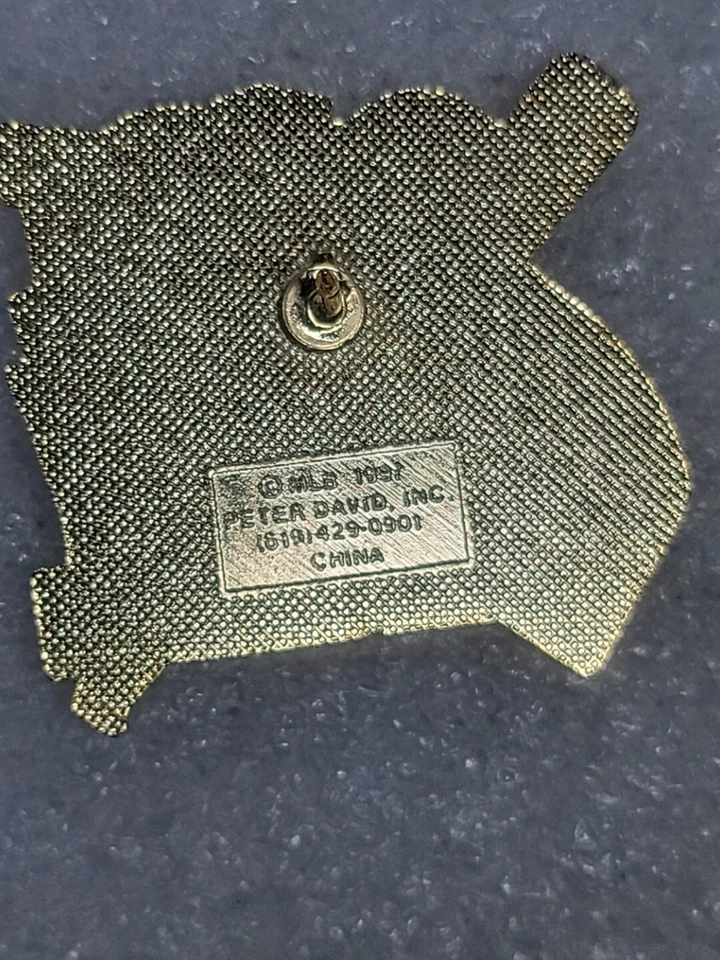 © MLB 1997
PETER DAVID, INC.
(619) 429-0901
CHINA